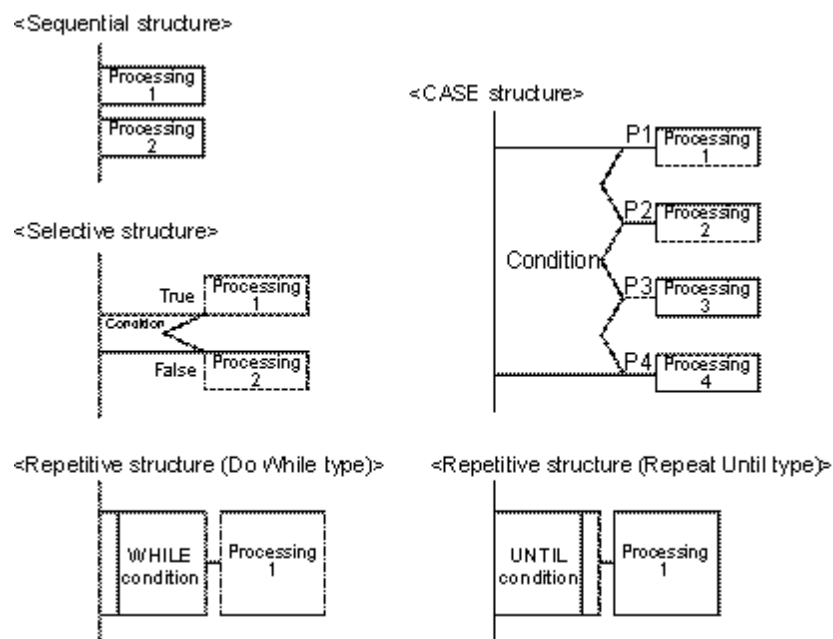 <Sequential structure>
Processing
1
Processing
2
<Selective structure>
True
Processing
1
Condition
False
Processing
2
<CASE structure>
P1
Processing
1
P2
Processing
2
Condition
P3
Processing
3
P4
Processing
4
<Repetitive structure (Do While type)>
WHILE
condition
Processing
1
<Repetitive structure (Repeat Until type)>
UNTIL
condition
Processing
1